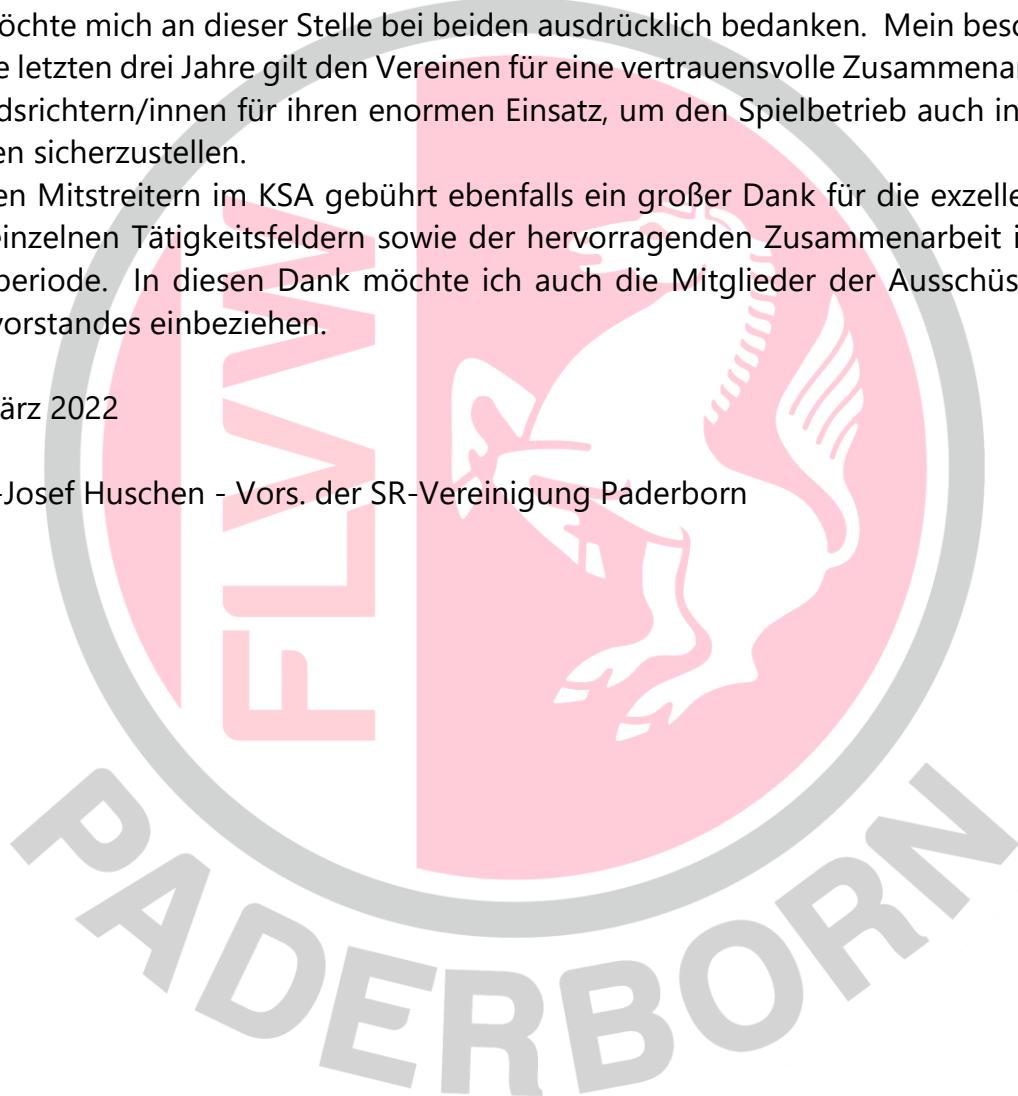 öchte mich an dieser Stelle bei beiden ausdrücklich bedanken.  Mein beso
e letzten drei Jahre gilt den Vereinen für eine vertrauensvolle Zusammena
dsrichtern/innen für ihren enormen Einsatz, um den Spielbetrieb auch in
en sicherzustellen.
en Mitstreitern im KSA gebührt ebenfalls ein großer Dank für die exzelle
einzelnen Tätigkeitsfeldern sowie der hervorragenden Zusammenarbeit i
periode.  In diesen Dank möchte ich auch die Mitglieder der Ausschüs
vorstandes einbeziehen.
ärz 2022
-Josef Huschen - Vors. der SR-Vereinigung Paderborn
FLVW
PADERBORN